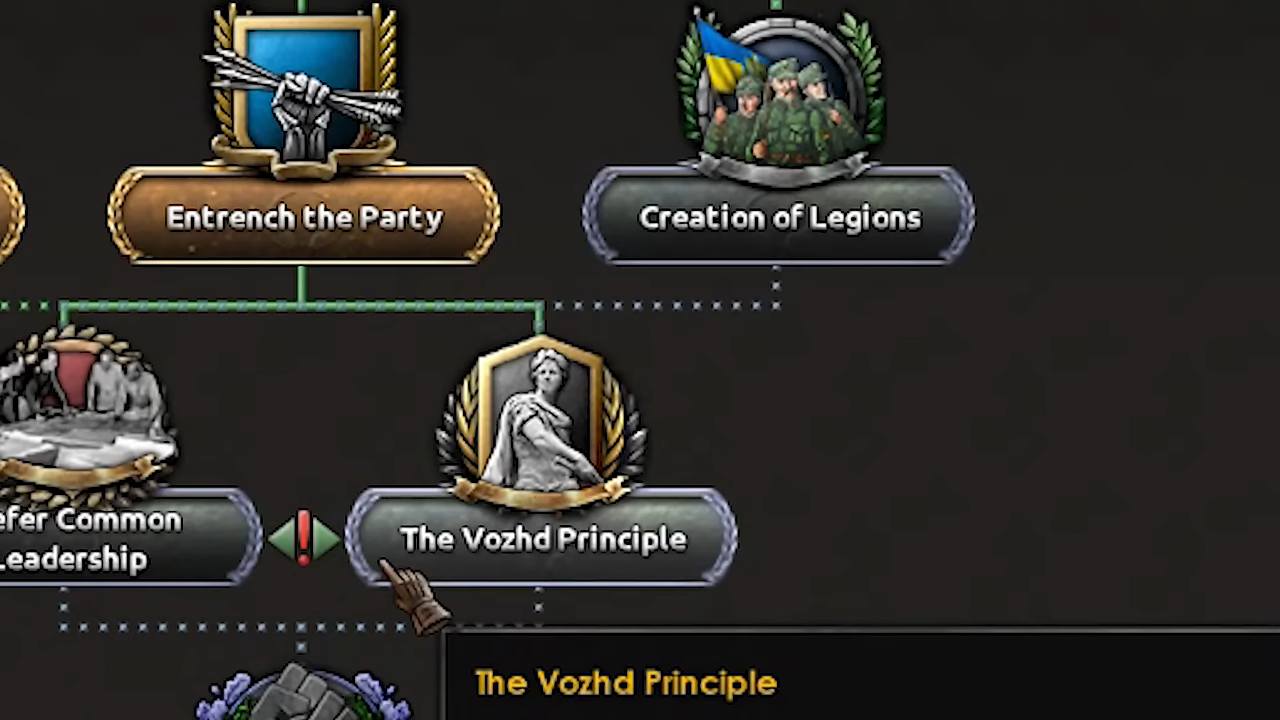 Entrench the Party
Creation of Legions
efer Common
Leadership
The Vozhd Principle
The Vozhd Principle